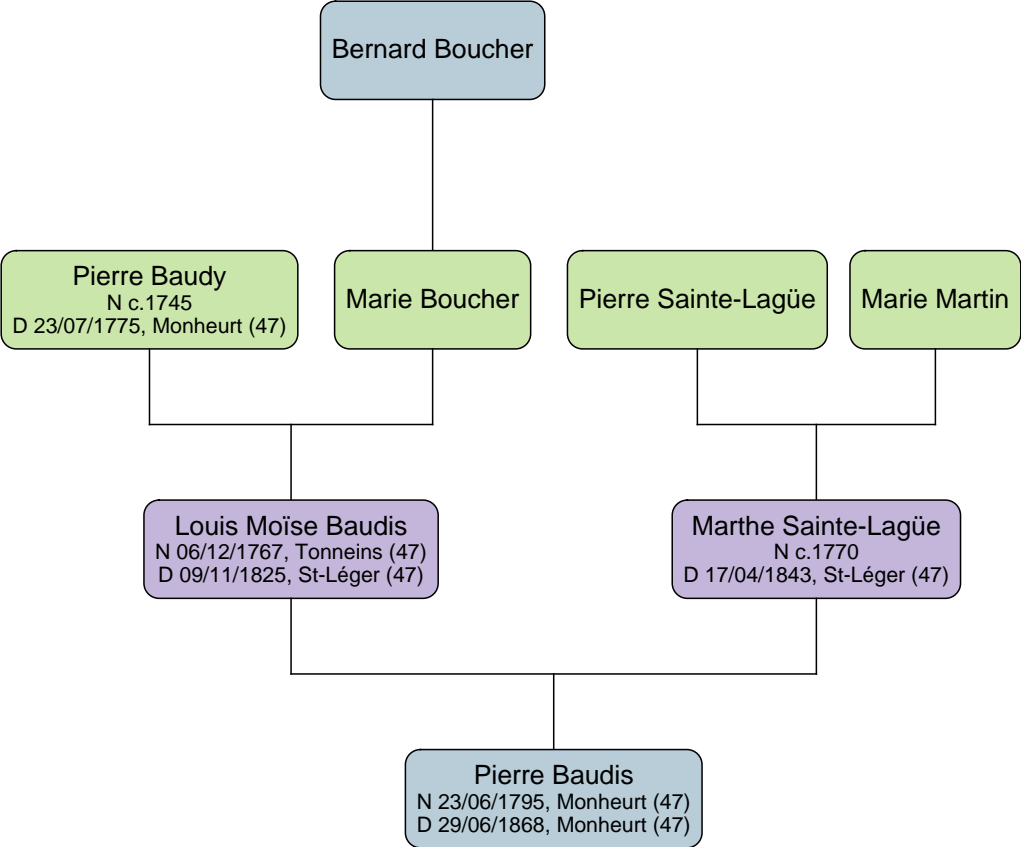 Bernard Boucher
Pierre Baudy
N c.1745
D 23/07/1775, Monheurt (47)
Marie Boucher
Pierre Sainte-Lagüe
Marie Martin
Louis Moïse Baudis
N 06/12/1767, Tonneins (47)
D 09/11/1825, St-Léger (47)
Marthe Sainte-Lagüe
N c.1770
D 17/04/1843, St-Léger (47)
Pierre Baudis
N 23/06/1795, Monheurt (47)
D 29/06/1868, Monheurt (47)